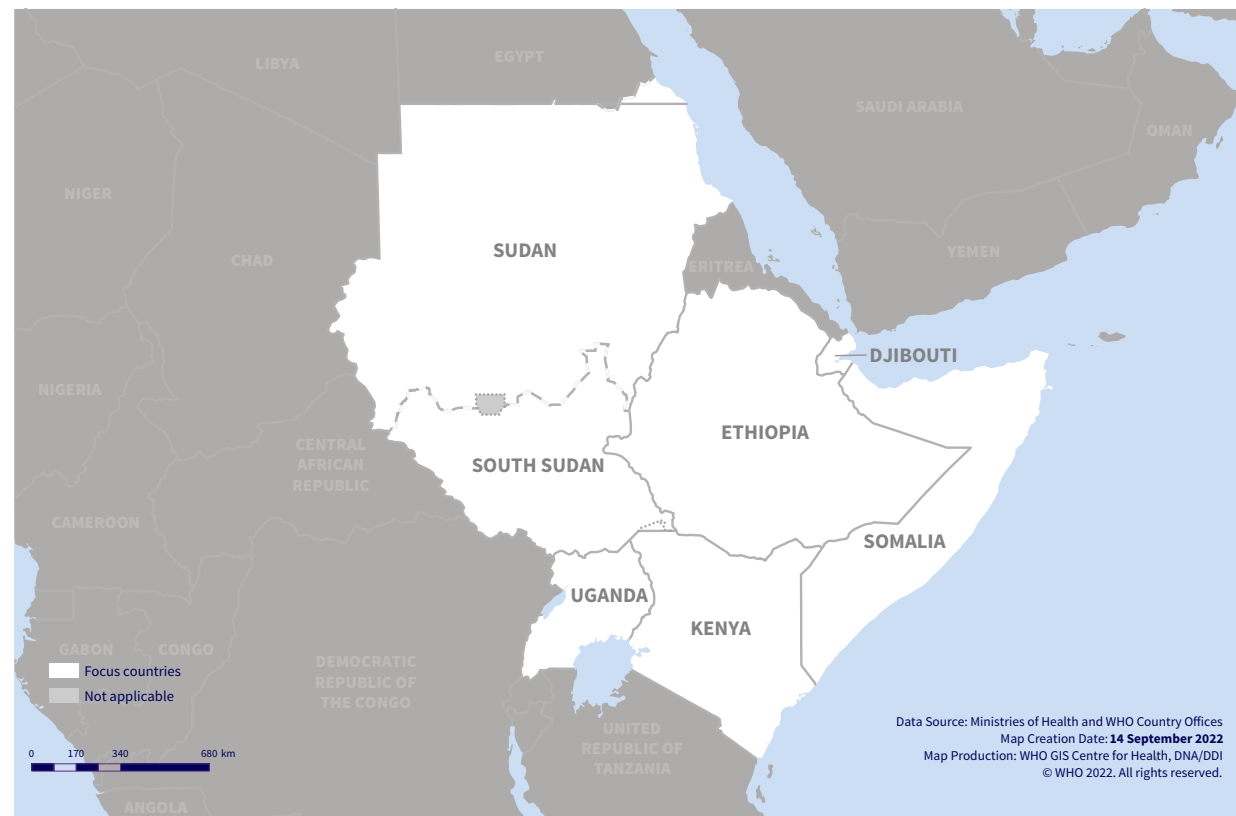 LIBYA
EGYPT
SAUDI ARABIA
OMAN
NIGER
CHAD
SUDAN
ERITREA
YEMEN
DJIBOUTI
NIGERIA
ETHIOPIA
CENTRAL
AFRICAN
REPUBLIC
SOUTH SUDAN
CAMEROON
SOMALIA
UGANDA
KENYA
GABON
CONGO
DEMOCRATIC
REPUBLIC OF
THE CONGO
UNITED
REPUBLIC OF
TANZANIA
ANGOLA
Focus countries
Not applicable
0 170 340 680 km
Data Source: Ministries of Health and WHO Country Offices
Map Creation Date: 14 September 2022
Map Production: WHO GIS Centre for Health, DNA/DDI
© WHO 2022. All rights reserved.